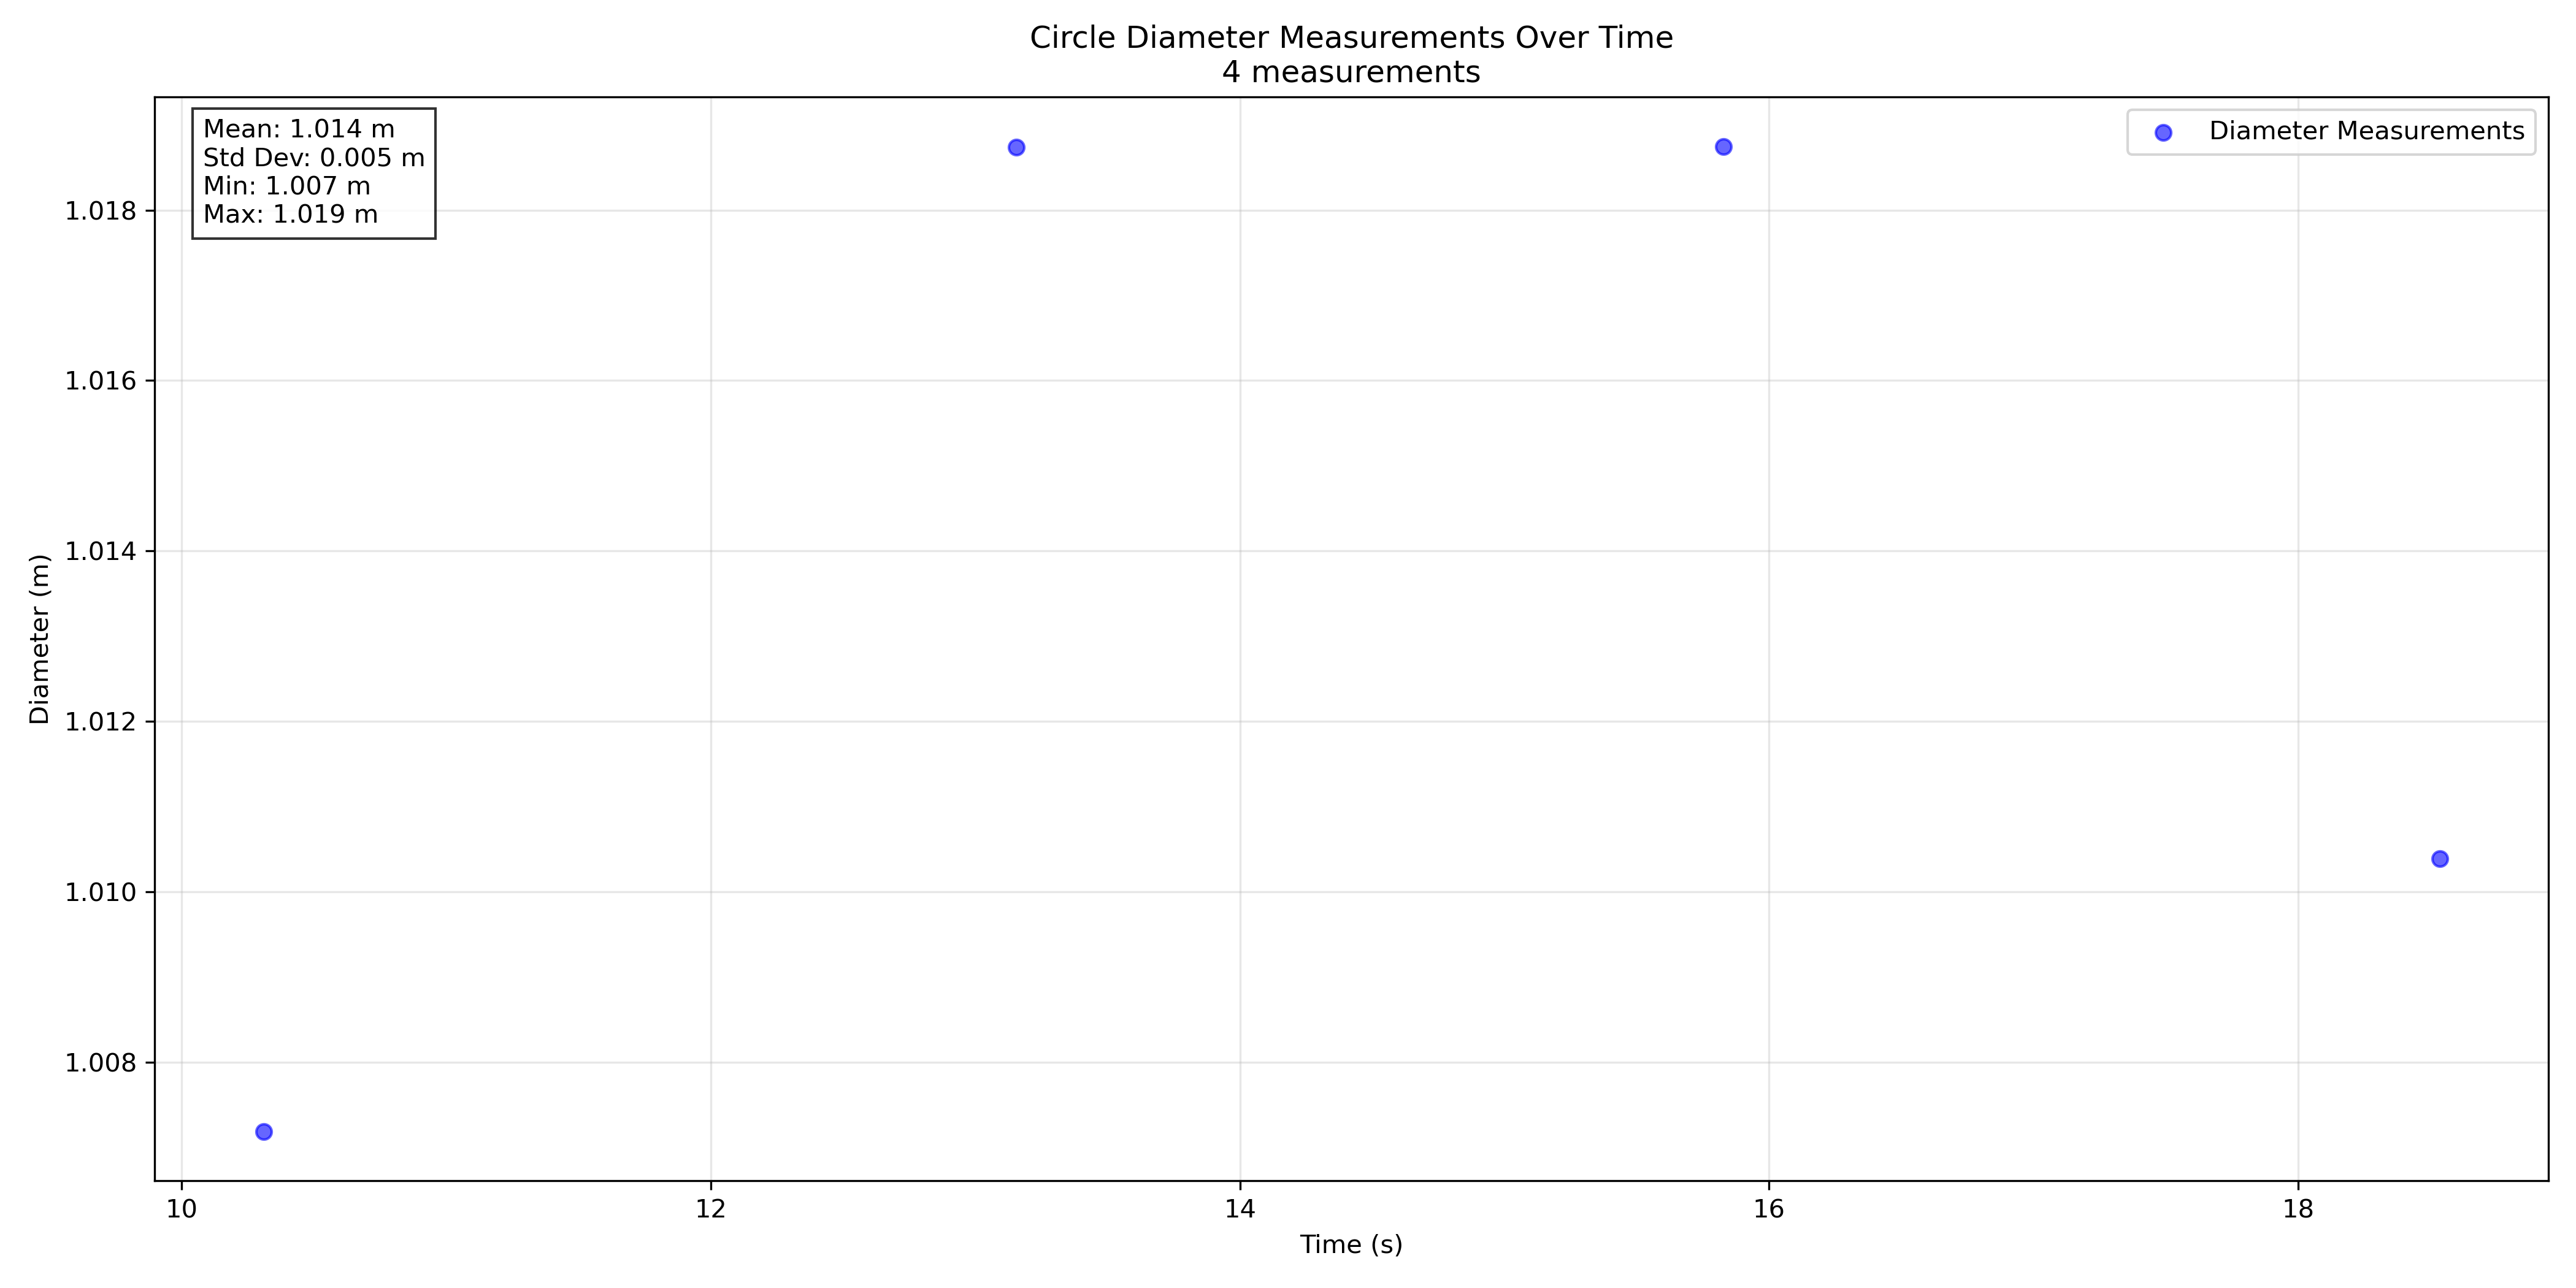 Circle Diameter Measurements Over Time
4 measurements
Mean: 1.014 m
Std Dev: 0.005 m
Min: 1.007 m
Max: 1.019 m
Diameter Measurements
Diameter (m)
1.018
1.016
1.014
1.012
1.010
1.008
10 12 14 16 18
Time (s)